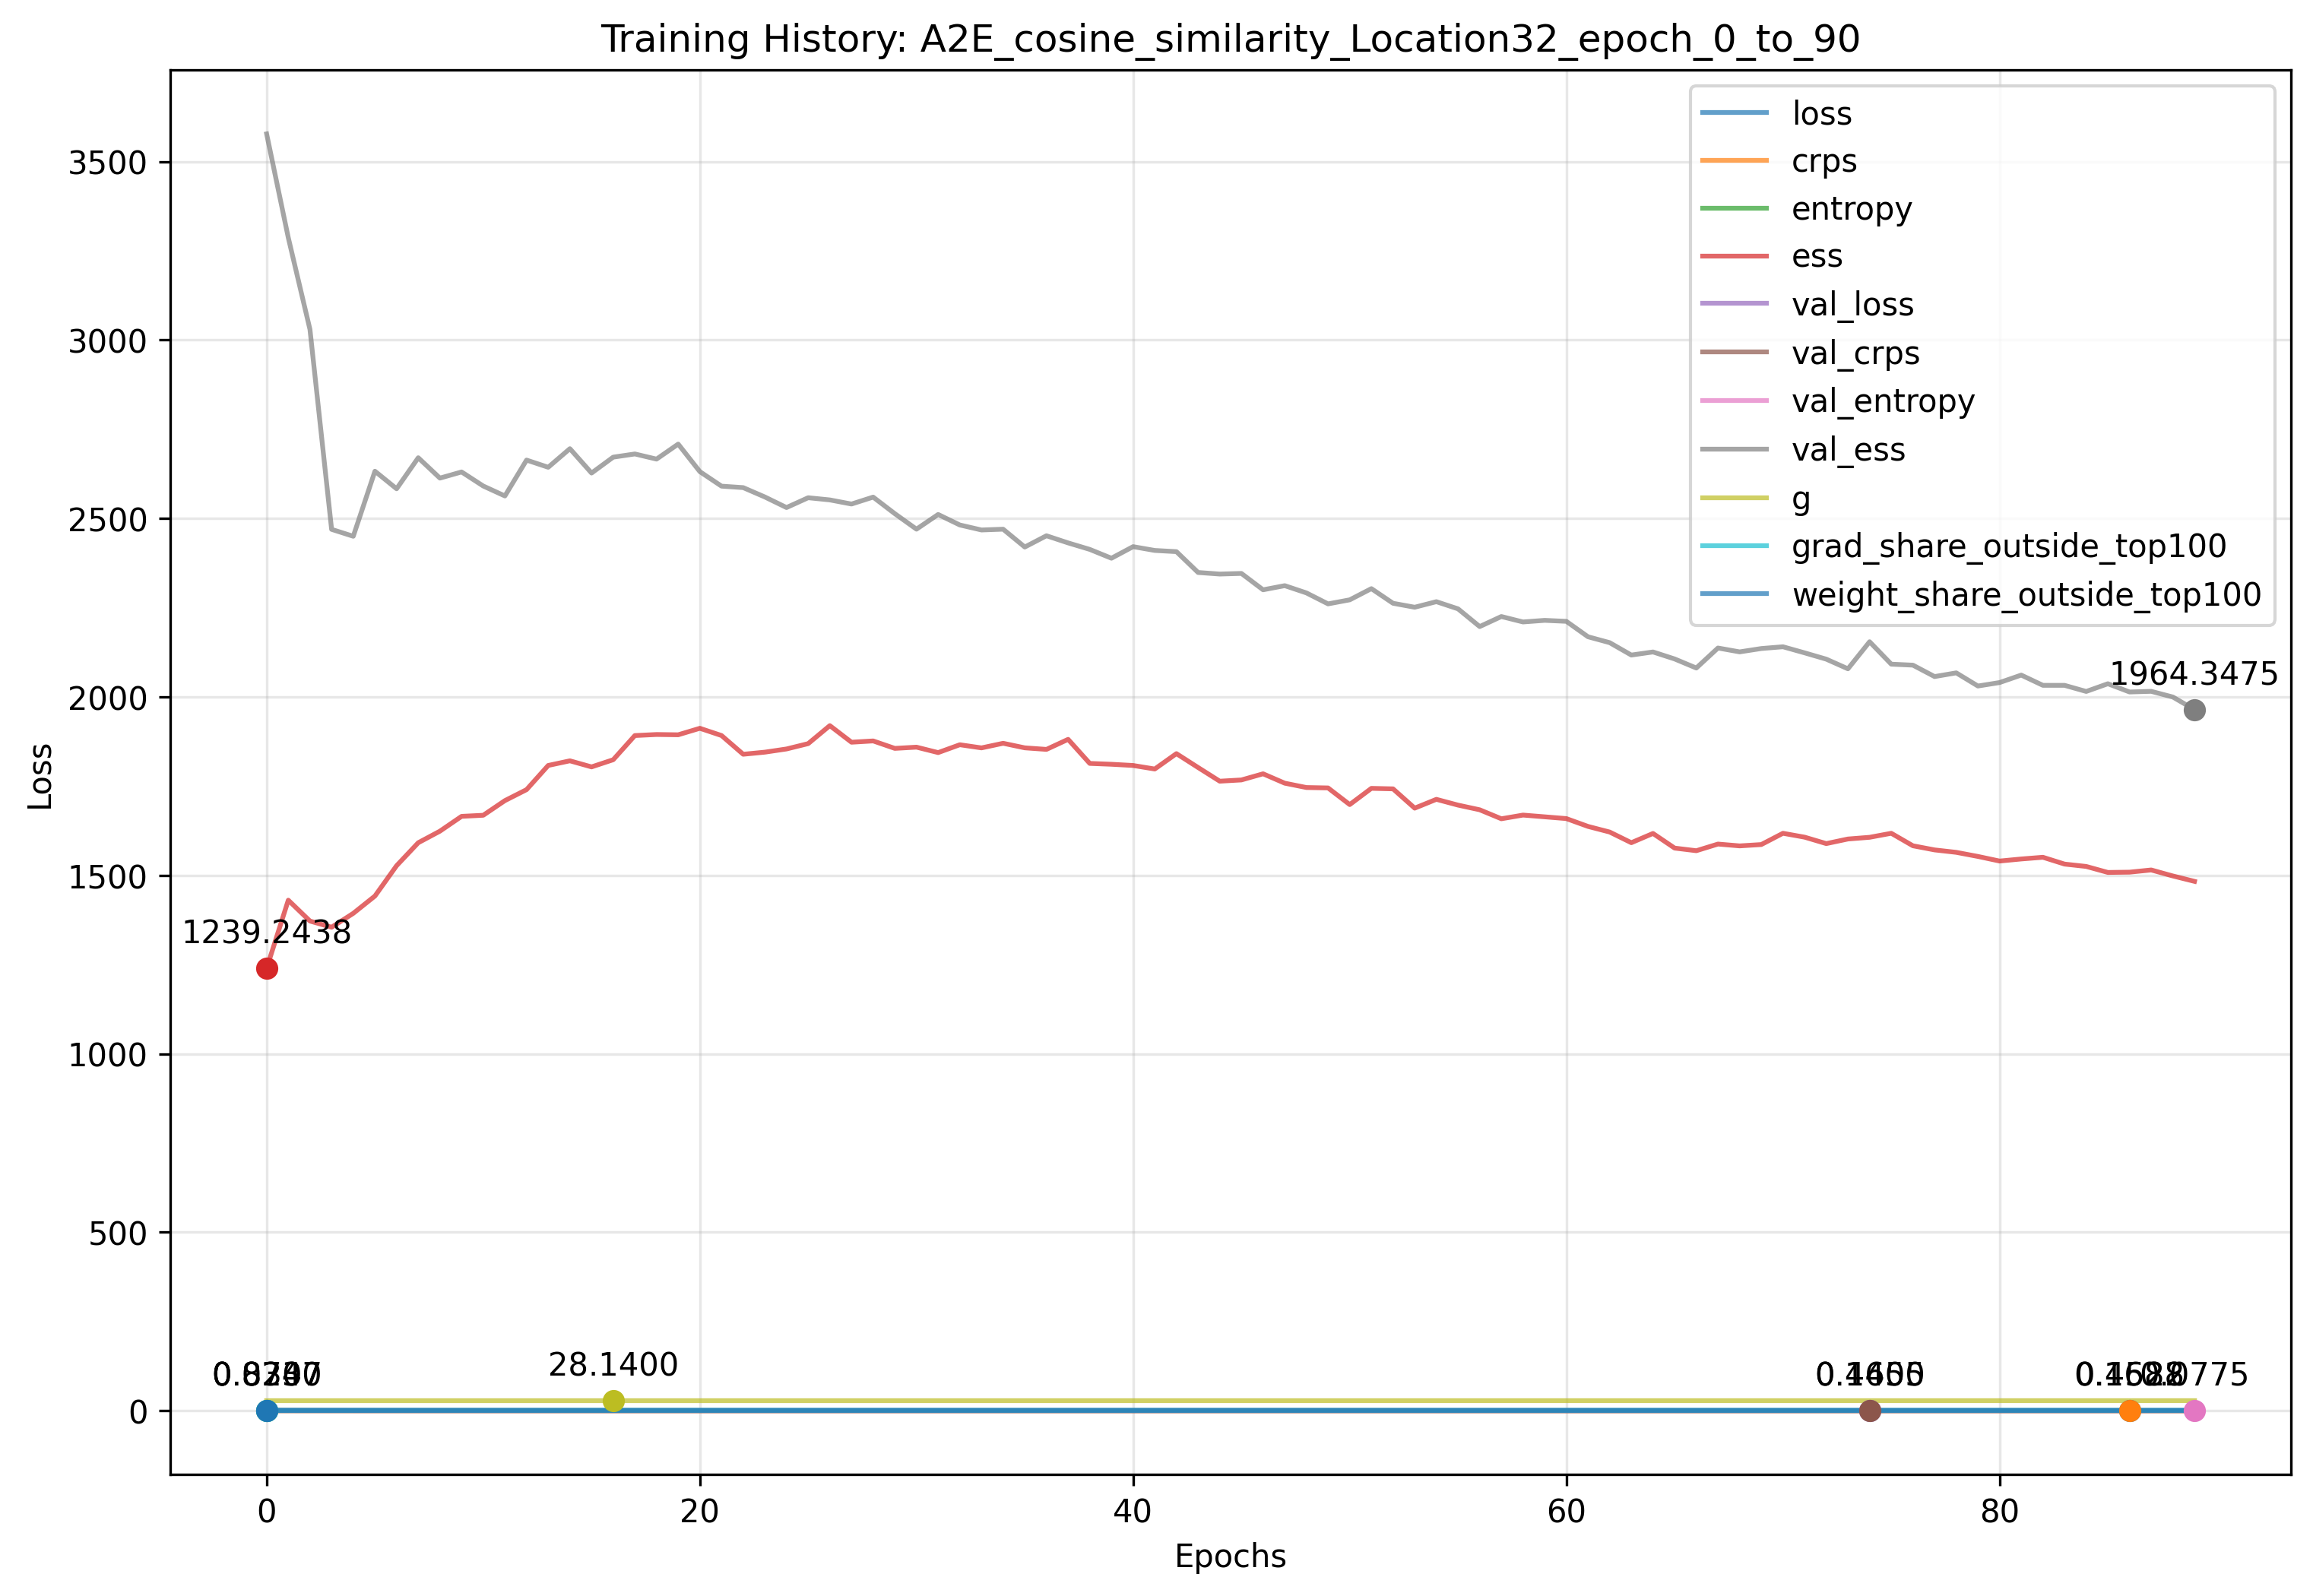 Training History: A2E_cosine_similarity_Location32_epoch_0_to_90
loss
crps
entropy
ess
val_loss
val_crps
val_entropy
val_ess
g
grad_share_outside_top100
weight_share_outside_top100
3500
3000
2500
2000
1500
1000
500
0
Loss
1964.3475
1239.2438
28.1400
0 20 40 60 80
Epochs